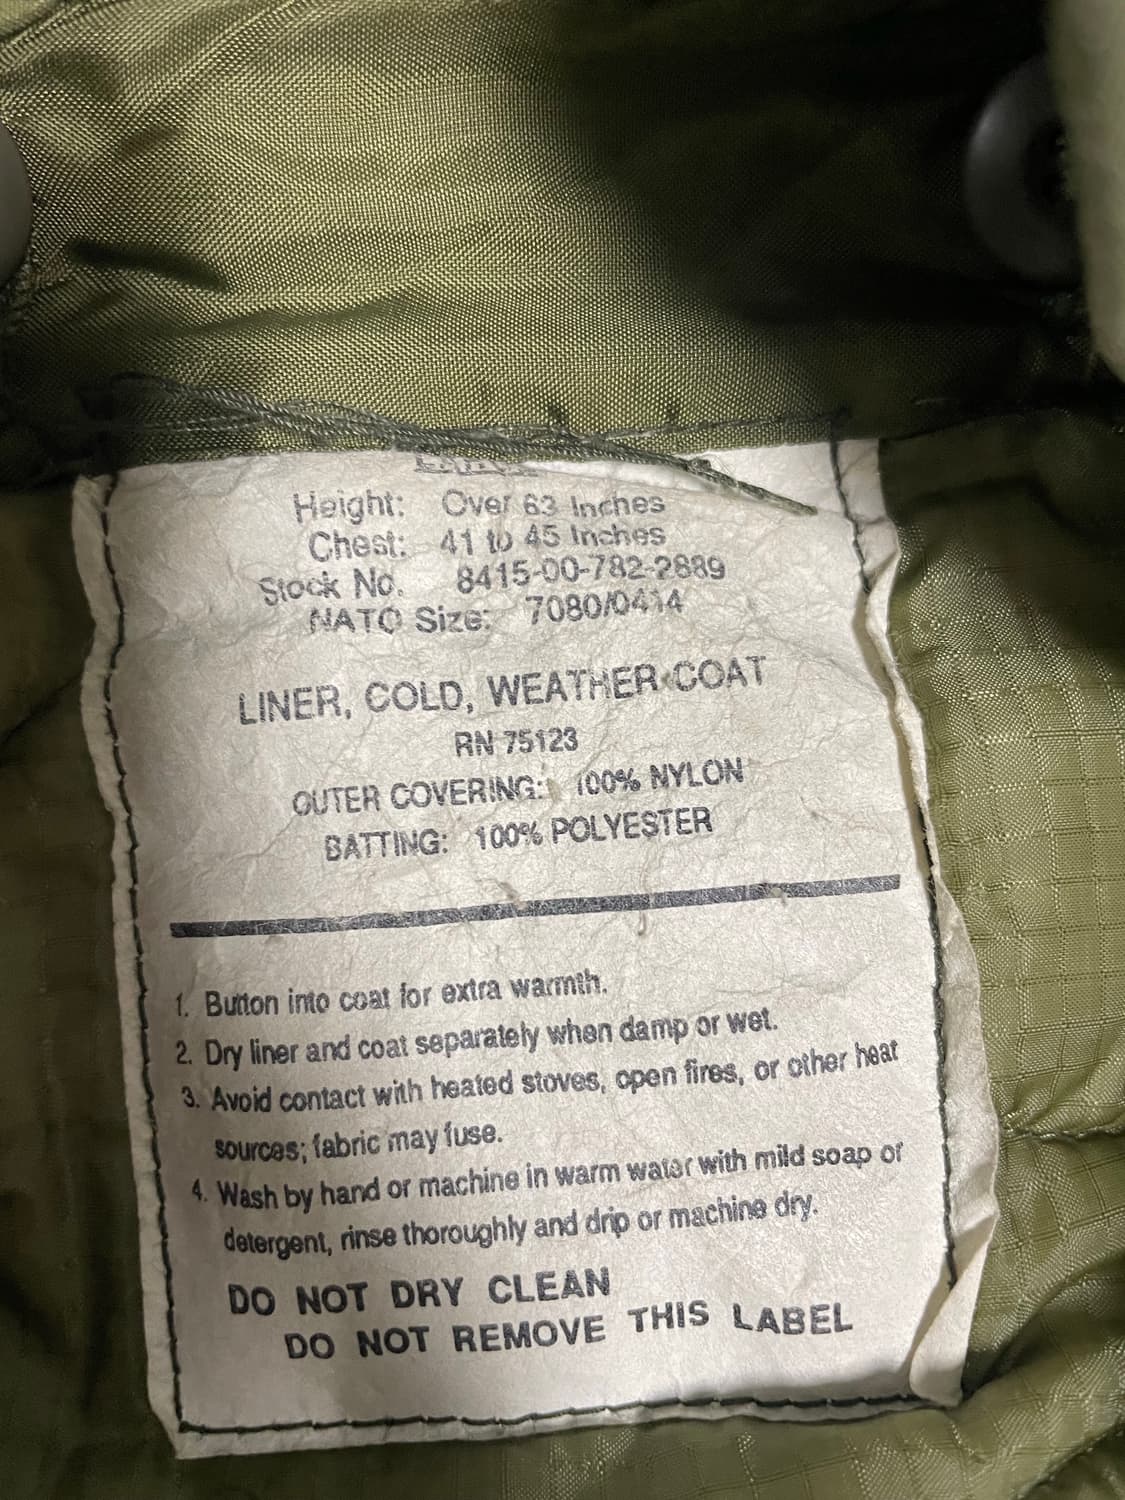 Height: Over 63 Inches
Chest: 41 to 45 Inches
Stock No. 8415-00-782-2889
NATO Size: 7080/0414
LINER, COLD, WEATHER COAT
RN 75123
OUTER COVERING: 100% NYLON
BATTING: 100% POLYESTER
1. Button into coat for extra warmth.
2. Dry liner and coat separately when damp or wet.
3. Avoid contact with heated stoves, open fires, or other heat
sources; fabric may fuse.
4. Wash by hand or machine in warm water with mild soap or
detergent, rinse thoroughly and drip or machine dry.
DO NOT DRY CLEAN
DO NOT REMOVE THIS LABEL